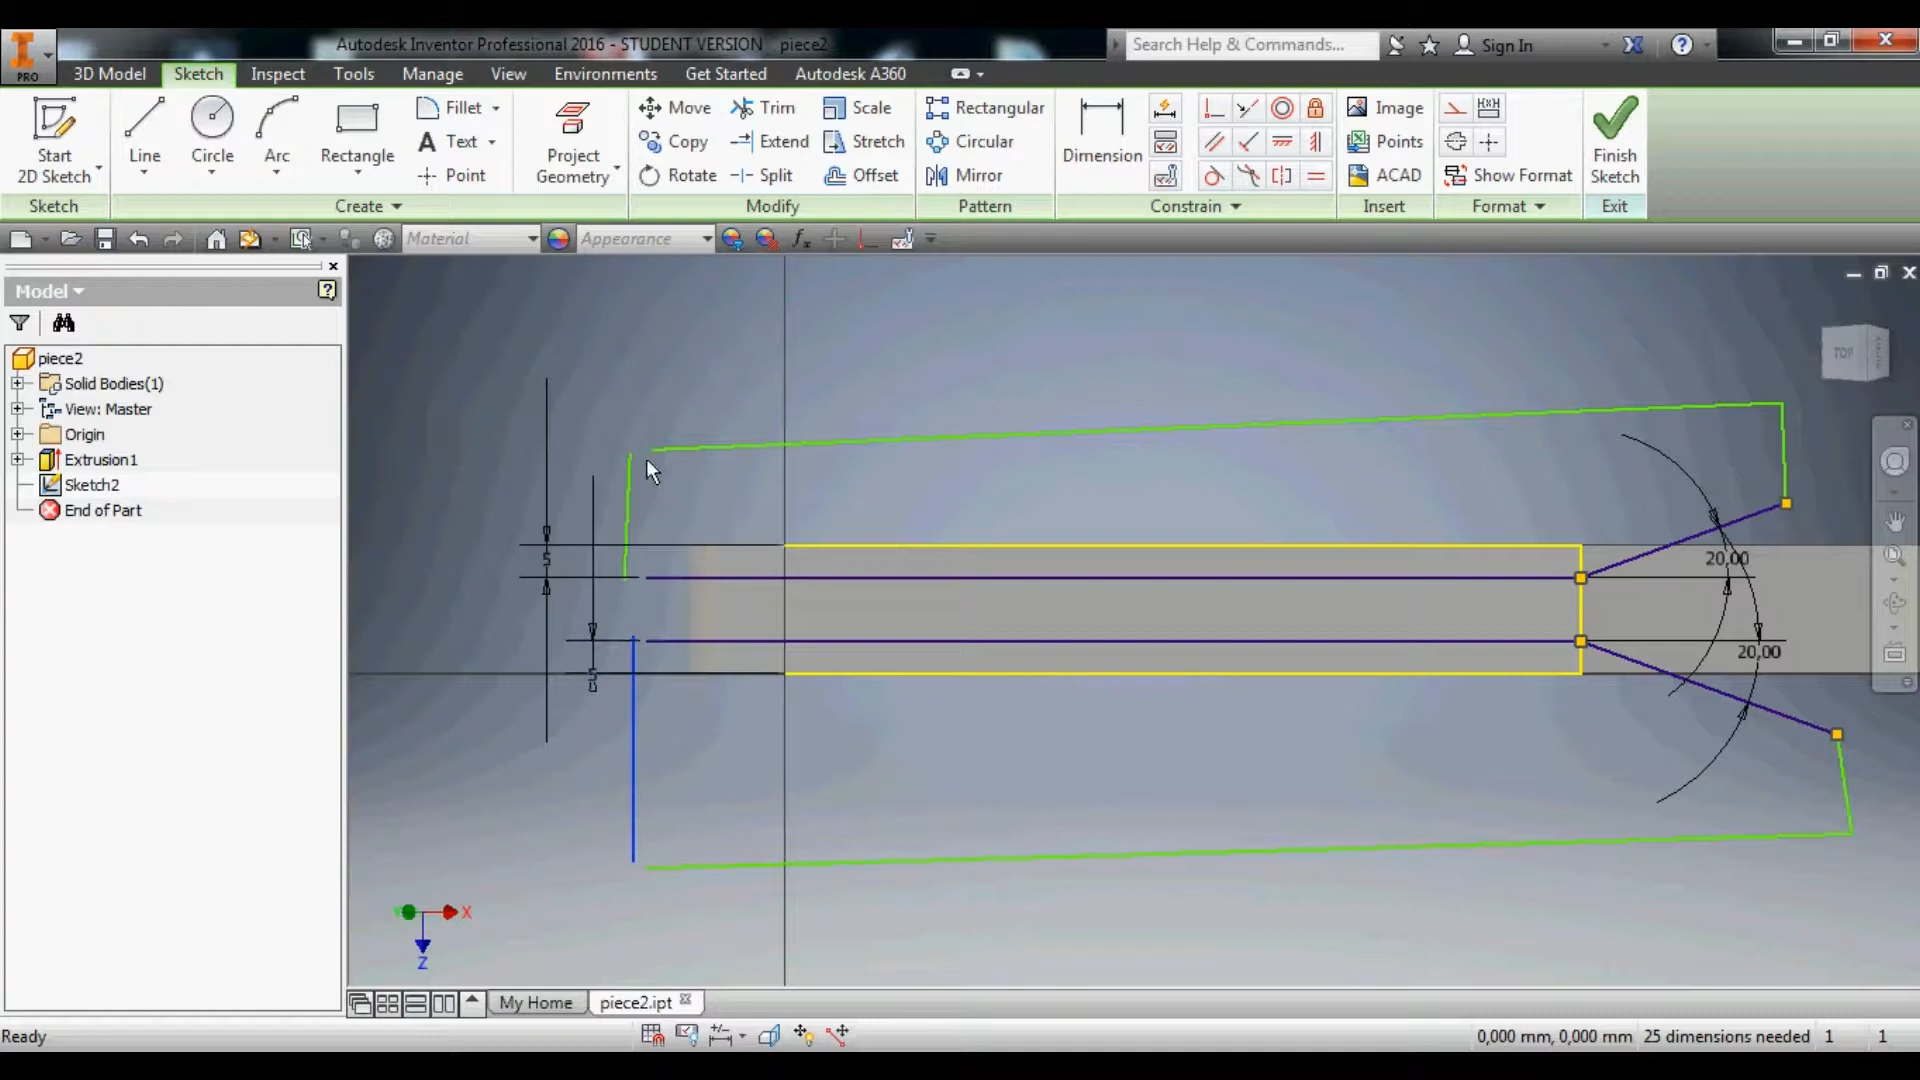 Autodesk Inventor Professional 2016 - STUDENT VERSION piece2
Search Help & Commands...
Sign In
PRO
3D Model
Sketch
Inspect
Tools
Manage
View
Environments
Get Started
Autodesk A360
Start
2D Sketch
Line
Circle
Arc
Rectangle
Fillet
Text
Point
Project
Geometry
Move
Trim
Scale
Copy
Extend
Stretch
Rotate
Split
Offset
Rectangular
Circular
Mirror
Dimension
Image
Points
ACAD
Show Format
Finish
Sketch
Sketch
Create
Modify
Pattern
Constrain
Insert
Format
Exit
Material
Appearance
fx
Model
piece2
Solid Bodies(1)
View: Master
Origin
Extrusion1
Sketch2
End of Part
TOP
5
5
20,00
20,00
X
Z
My Home
piece2.ipt
Ready
0,000 mm, 0,000 mm
25 dimensions needed
1
1